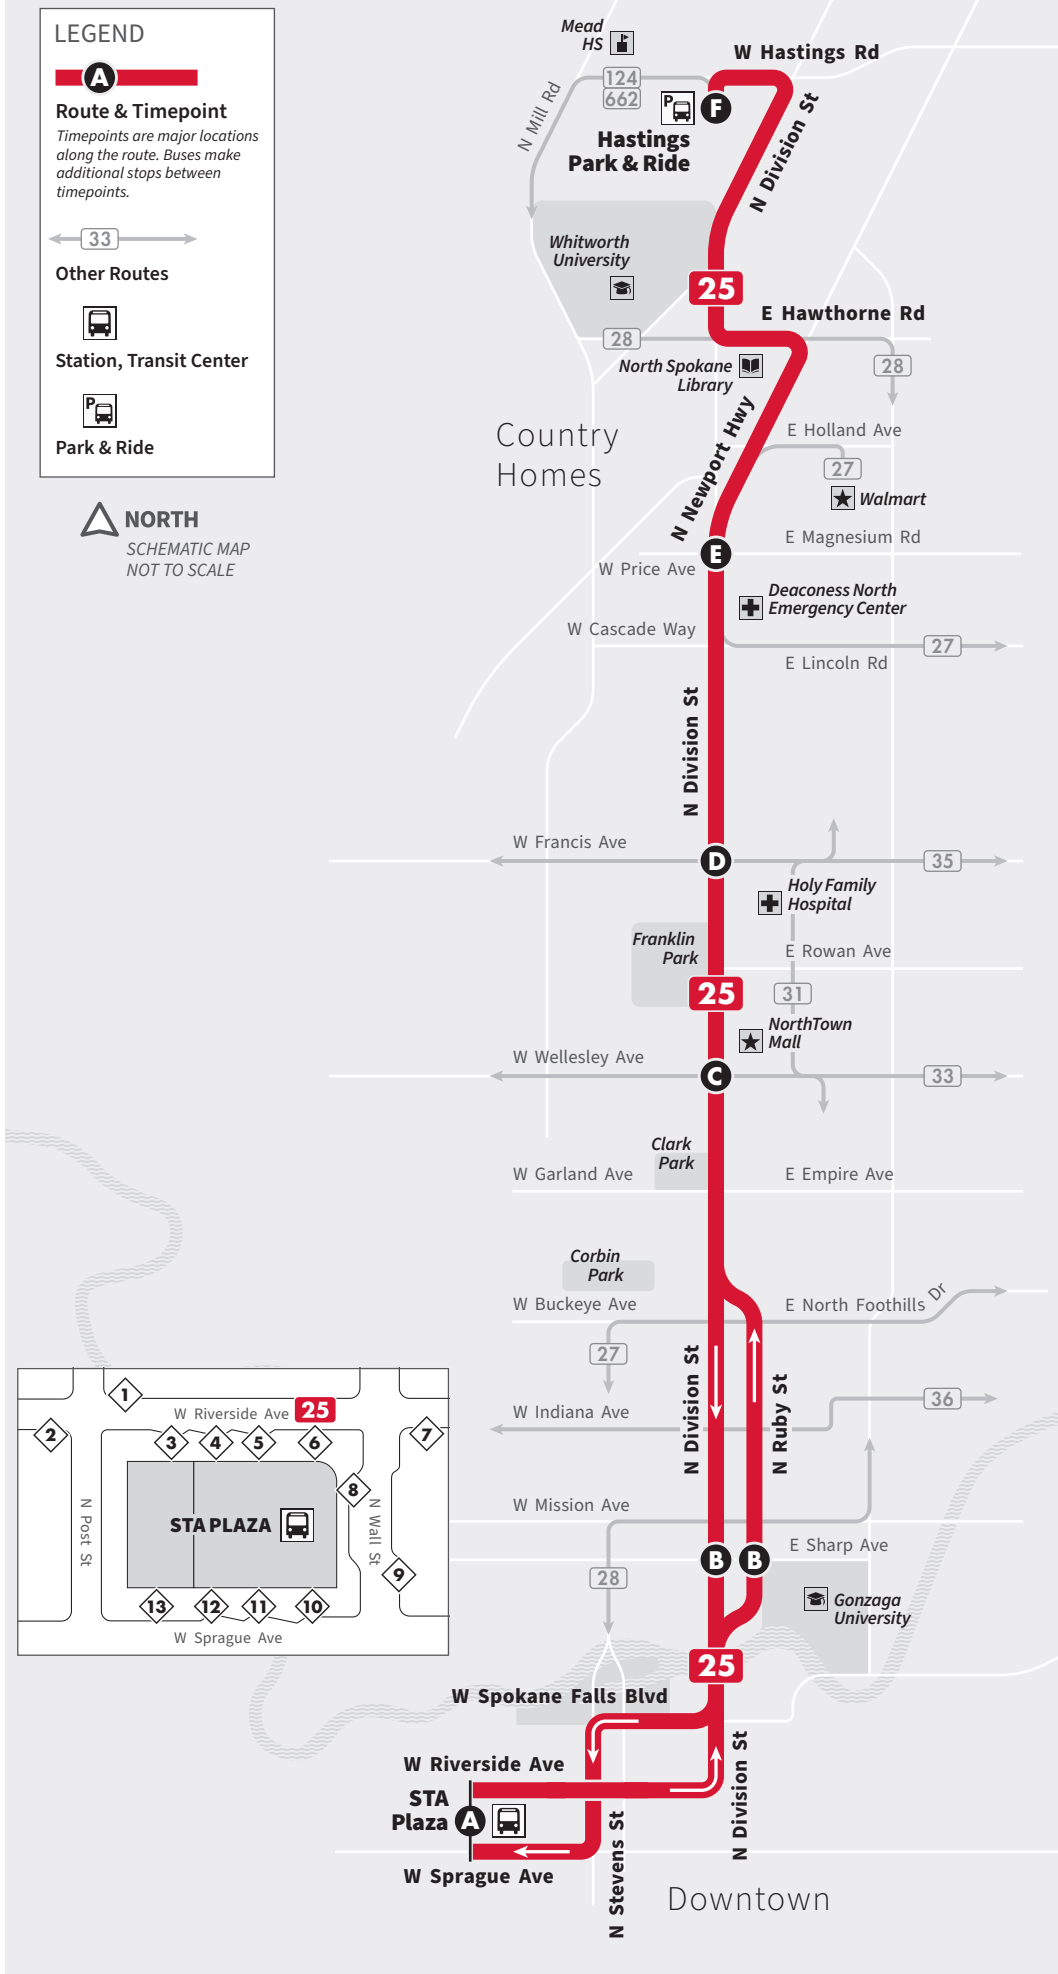 LEGEND
A
Route & Timepoint
Timepoints are major locations
along the route. Buses make
additional stops between
timepoints.
33
Other Routes
Station, Transit Center
P
Park & Ride
NORTH
SCHEMATIC MAP
NOT TO SCALE
Mead
HS
W Hastings Rd
124
662
N Mill Rd
P
F
Hastings
Park & Ride
N Division St
Whitworth
University
25
E Hawthorne Rd
28
28
North Spokane
Library
Country
Homes
N Newport Hwy
E Holland Ave
27
Walmart
E Magnesium Rd
E
W Price Ave
Deaconess North
Emergency Center
W Cascade Way
27
E Lincoln Rd
N Division St
W Francis Ave
D
35
Holy Family
Hospital
Franklin
Park
E Rowan Ave
25
31
NorthTown
Mall
W Wellesley Ave
C
33
Clark
Park
W Garland Ave
E Empire Ave
Corbin
Park
W Buckeye Ave
E North Foothills Dr
27
N Division St
N Ruby St
36
W Indiana Ave
W Mission Ave
E Sharp Ave
B
B
28
Gonzaga
University
25
W Spokane Falls Blvd
W Riverside Ave
STA
Plaza
A
W Sprague Ave
N Stevens St
N Division St
Downtown
1
W Riverside Ave
25
2
3
4
5
6
7
8
N Post St
STA PLAZA
N Wall St
9
13
12
11
10
W Sprague Ave